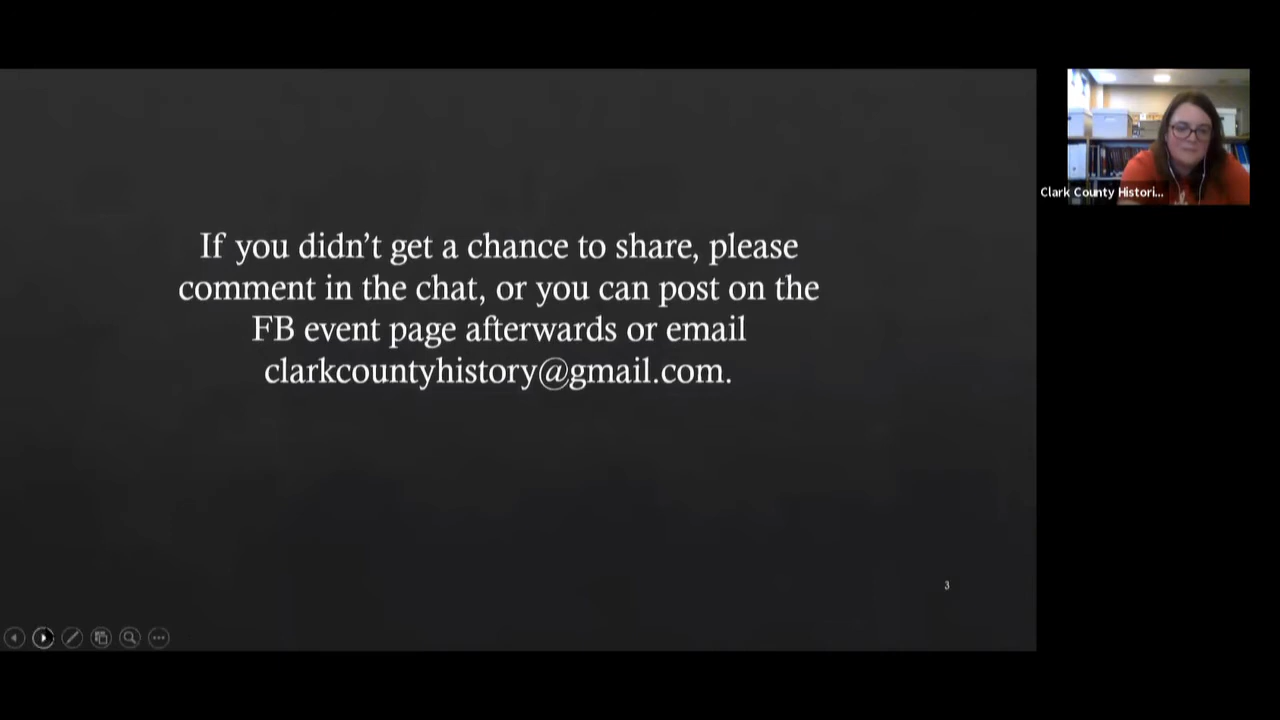 If you didn’t get a chance to share, please
comment in the chat, or you can post on the
FB event page afterwards or email
clarkcountyhistory@gmail.com.
Clark County Histori...
3